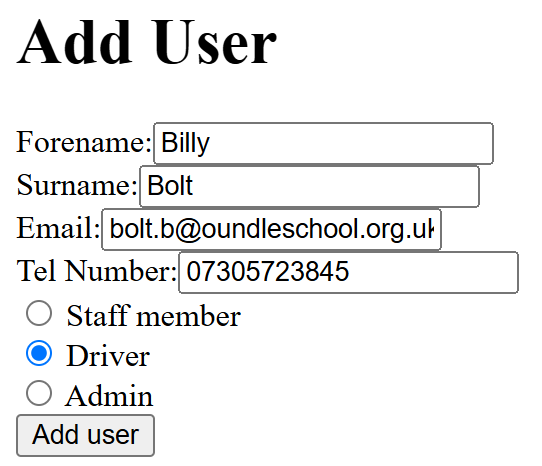 Add User
Forename: Billy
Surname: Bolt
Email: bolt.b@oundleschool.org.uk
Tel Number: 07305723845
Staff member
Driver
Admin
Add user